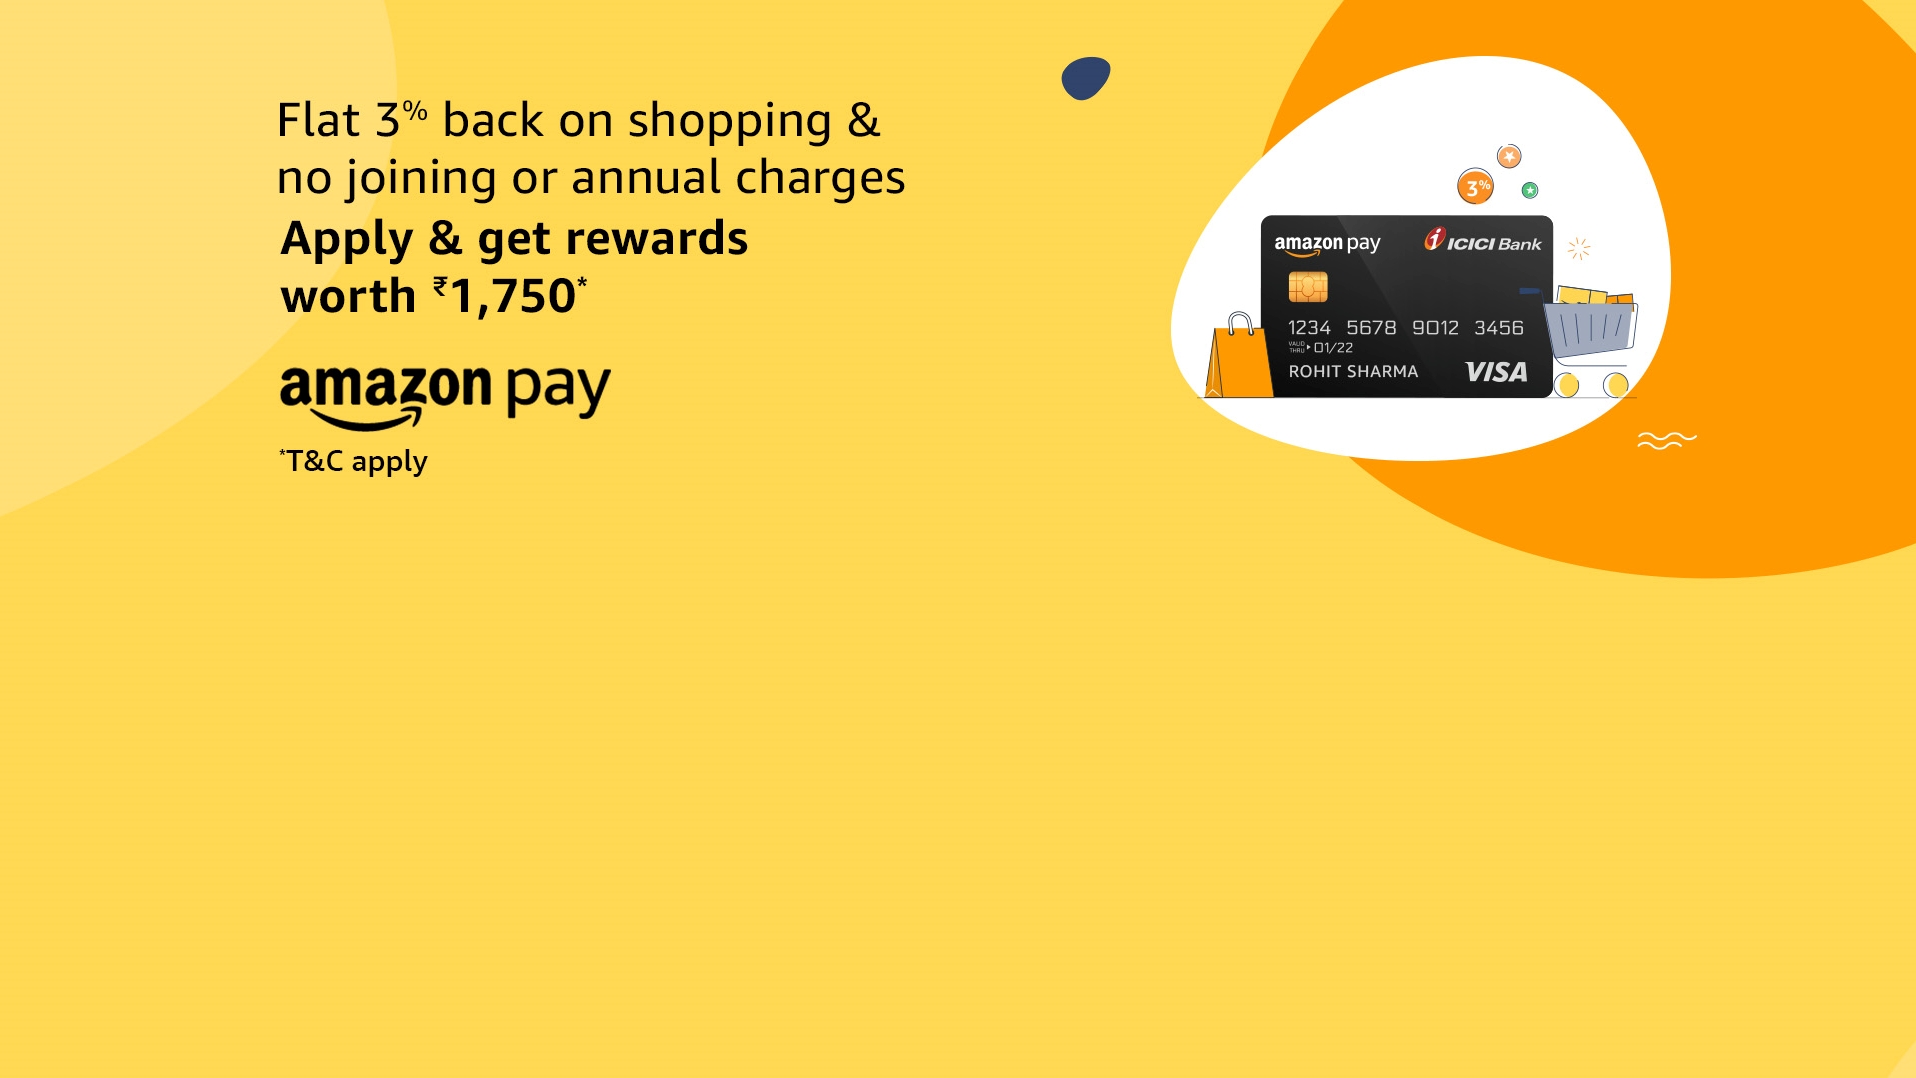 Flat 3% back on shopping &
no joining or annual charges
Apply & get rewards
worth ₹1,750*
amazon pay
*T&C apply
3%
amazon pay ICICI Bank
1234 5678 9012 3456
VALID THRU 01/22
ROHIT SHARMA VISA